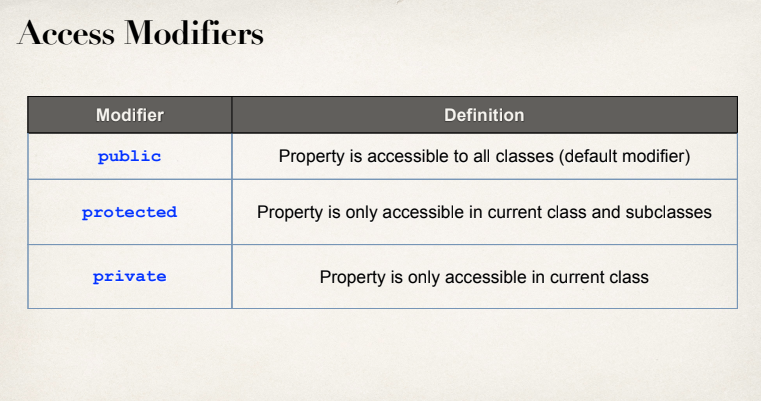 Access Modifiers
Modifier Definition
public Property is accessible to all classes (default modifier)
protected Property is only accessible in current class and subclasses
private Property is only accessible in current class